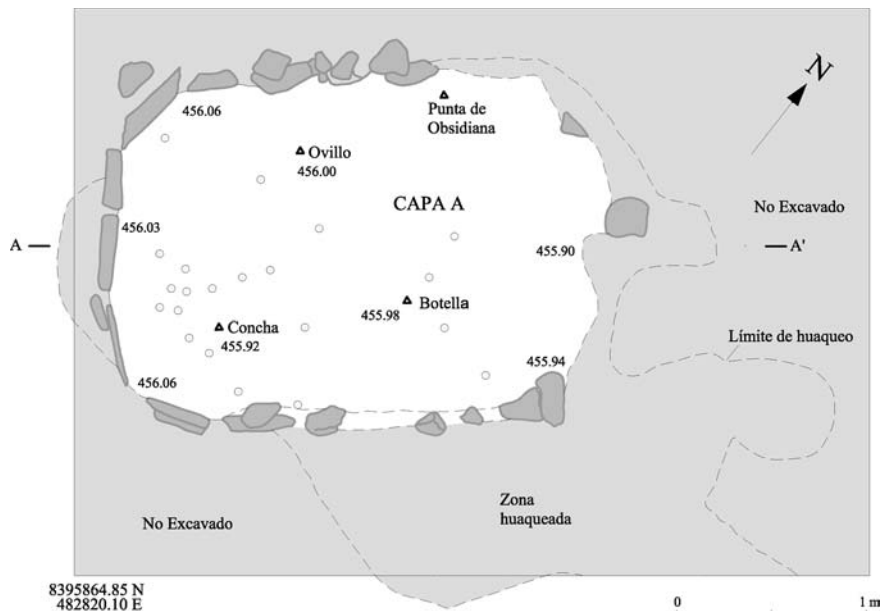 N
456.06
Punta de
Obsidiana
Ovillo
456.00
CAPA A
No Excavado
456.03
A
455.90
A'
Botella
455.98
Concha
455.92
Límite de huaqueo
455.94
456.06
Zona
huaqueada
No Excavado
8395864.85 N
482820.10 E
0 1 m